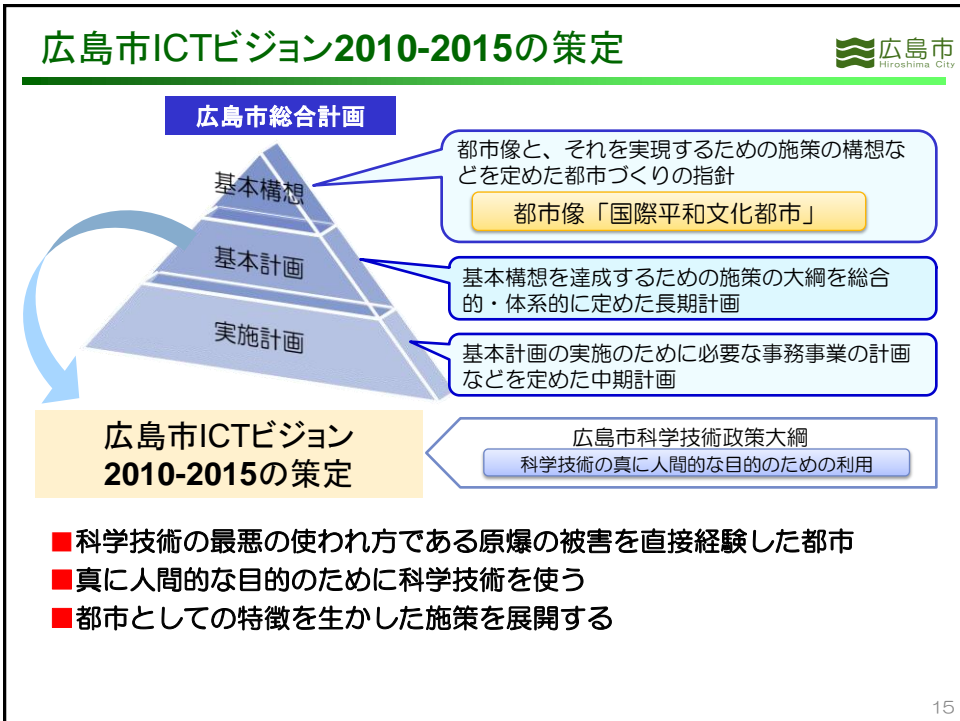 広島市ICTビジョン2010-2015の策定
広島市
Hiroshima City
広島市総合計画
基本構想
都市像と、それを実現するための施策の構想な
どを定めた都市づくりの指針
都市像「国際平和文化都市」
基本計画
基本構想を達成するための施策の大綱を総合
的・体系的に定めた長期計画
実施計画
基本計画の実施のために必要な事務事業の計画
などを定めた中期計画
広島市ICTビジョン
2010-2015の策定
広島市科学技術政策大綱
科学技術の真に人間的な目的のための利用
■科学技術の最悪の使われ方である原爆の被害を直接経験した都市
■真に人間的な目的のために科学技術を使う
■都市としての特徴を生かした施策を展開する
15